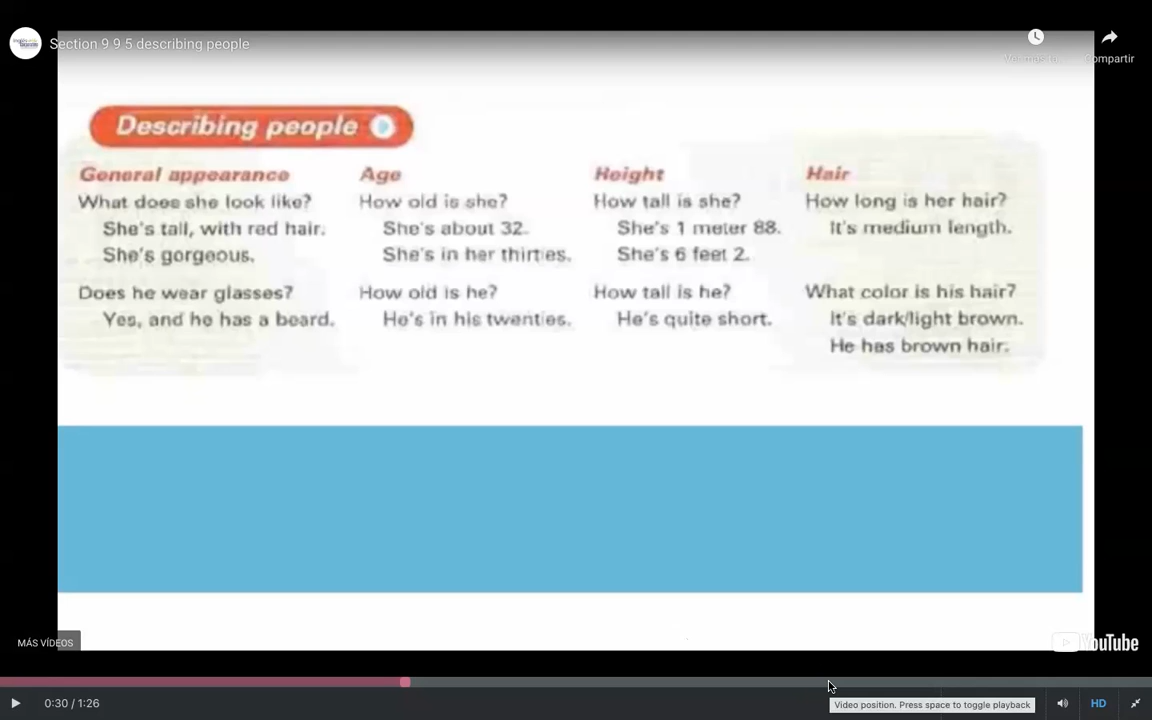 Section 9 9 5 describing people
Compartir
Describing people
General appearance
What does she look like?
She's tall, with red hair.
She's gorgeous.
Does he wear glasses?
Yes, and he has a beard.
Age
How old is she?
She's about 32.
She's in her thirties.
How old is he?
He's in his twenties.
Height
How tall is she?
She's 1 meter 88.
She's 6 feet 2.
How tall is he?
He's quite short.
Hair
How long is her hair?
It's medium length.
What color is his hair?
It's dark/light brown.
He has brown hair.
MÁS VÍDEOS
YouTube
0:30 / 1:26
Video position. Press space to toggle playback
HD